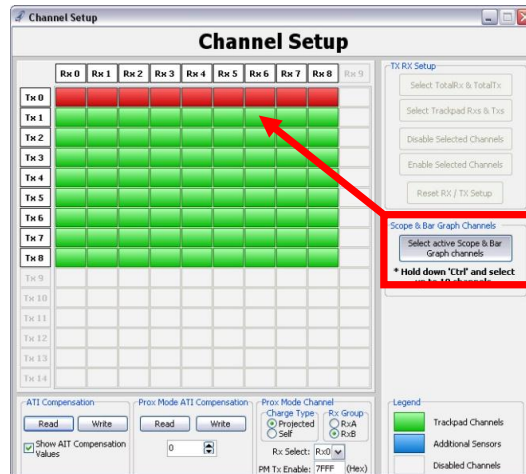 Channel Setup
Channel Setup
Rx 0 Rx 1 Rx 2 Rx 3 Rx 4 Rx 5 Rx 6 Rx 7 Rx 8 Rx 9
Tx 0
Tx 1
Tx 2
Tx 3
Tx 4
Tx 5
Tx 6
Tx 7
Tx 8
Tx 9
Tx 10
Tx 11
Tx 12
Tx 13
Tx 14
TX RX Setup
Select TotalRx & TotalTx
Select Trackpad Rxs & Txs
Disable Selected Channels
Enable Selected Channels
Reset RX / TX Setup
Scope & Bar Graph Channels
Select active Scope & Bar
Graph channels
* Hold down 'Ctrl' and select
up to 10 channels
ATI Compensation
Read Write
Show AIT Compensation
Values
Prox Mode ATI Compensation
Read Write
0
Prox Mode Channel
Charge Type
Projected
Self
Rx Group
RxA
RxB
Rx Select: Rx0
PM Tx Enable: 7FFF (Hex)
Legend
Trackpad Channels
Additional Sensors
Disabled Channels